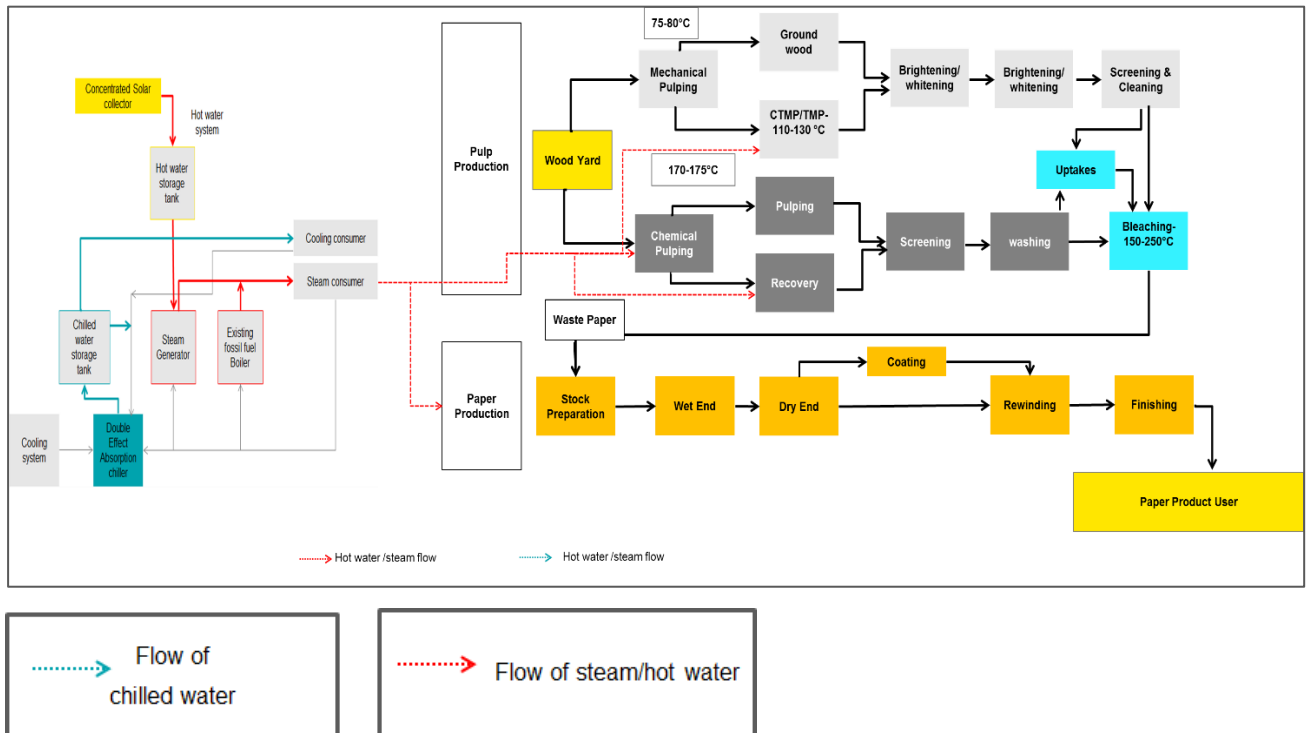 75-80°C
Ground
wood
Mechanical
Pulping
Brightening/
whitening
Brightening/
whitening
Screening &
Cleaning
Concentrated Solar
collector
Hot water
system
CTMP/TMP-
110-130 °C
Pulp
Production
Wood Yard
170-175°C
Hot water
storage
tank
Uptakes
Pulping
Cooling consumer
Chemical
Pulping
Screening
washing
Bleaching-
150-250°C
Steam consumer
Recovery
Waste Paper
Chilled
water
storage
tank
Steam
Generator
Existing
fossil fuel
Boiler
Paper
Production
Coating
Stock
Preparation
Wet End
Dry End
Rewinding
Finishing
Cooling
system
Double
Effect
Absorption
chiller
Paper Product User
Hot water /steam flow
Hot water /steam flow
Flow of
chilled water
Flow of steam/hot water